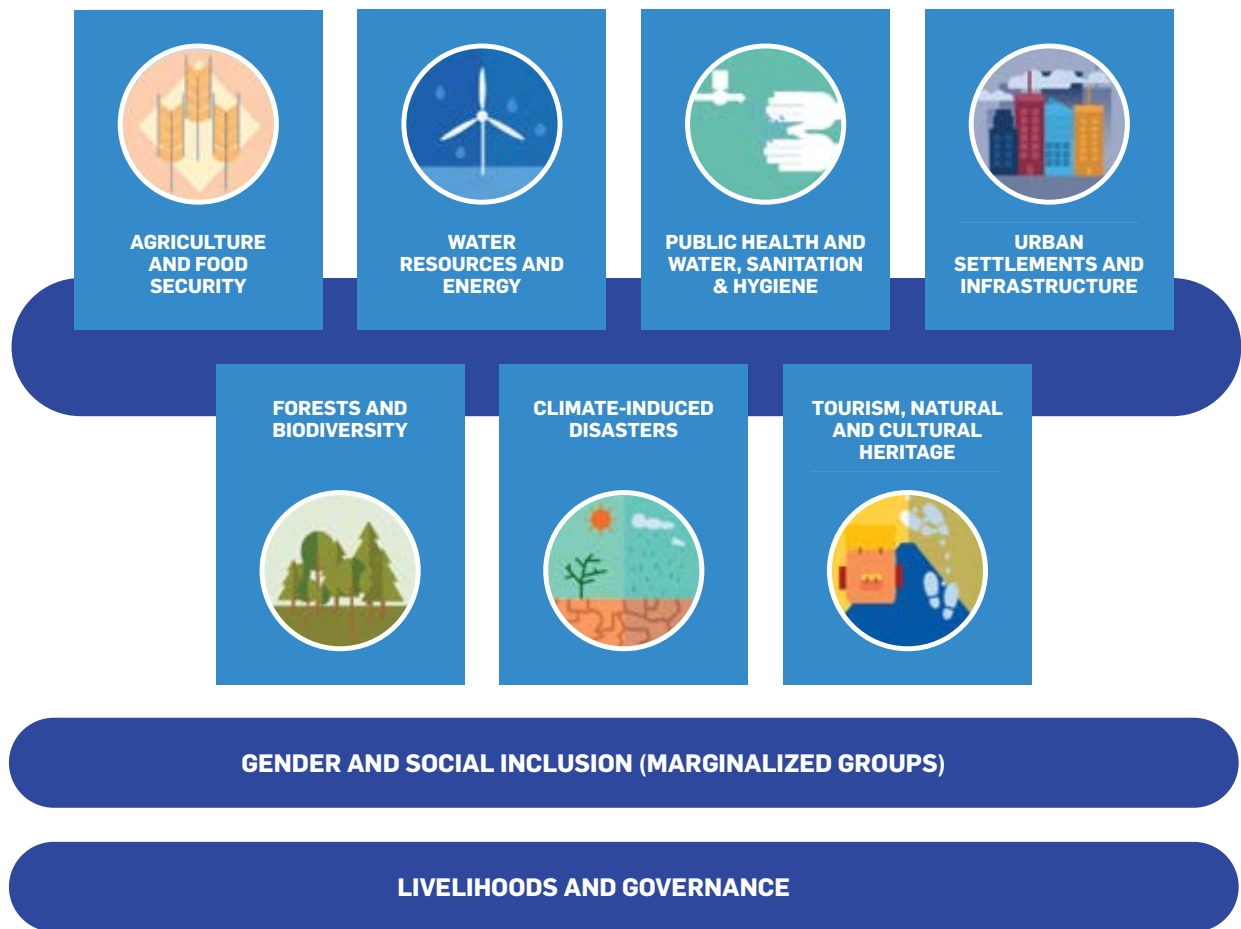 AGRICULTURE
AND FOOD
SECURITY
WATER
RESOURCES AND
ENERGY
PUBLIC HEALTH AND
WATER, SANITATION
& HYGIENE
URBAN
SETTLEMENTS AND
INFRASTRUCTURE
FORESTS AND
BIODIVERSITY
CLIMATE-INDUCED
DISASTERS
TOURISM, NATURAL
AND CULTURAL
HERITAGE
GENDER AND SOCIAL INCLUSION (MARGINALIZED GROUPS)
LIVELIHOODS AND GOVERNANCE